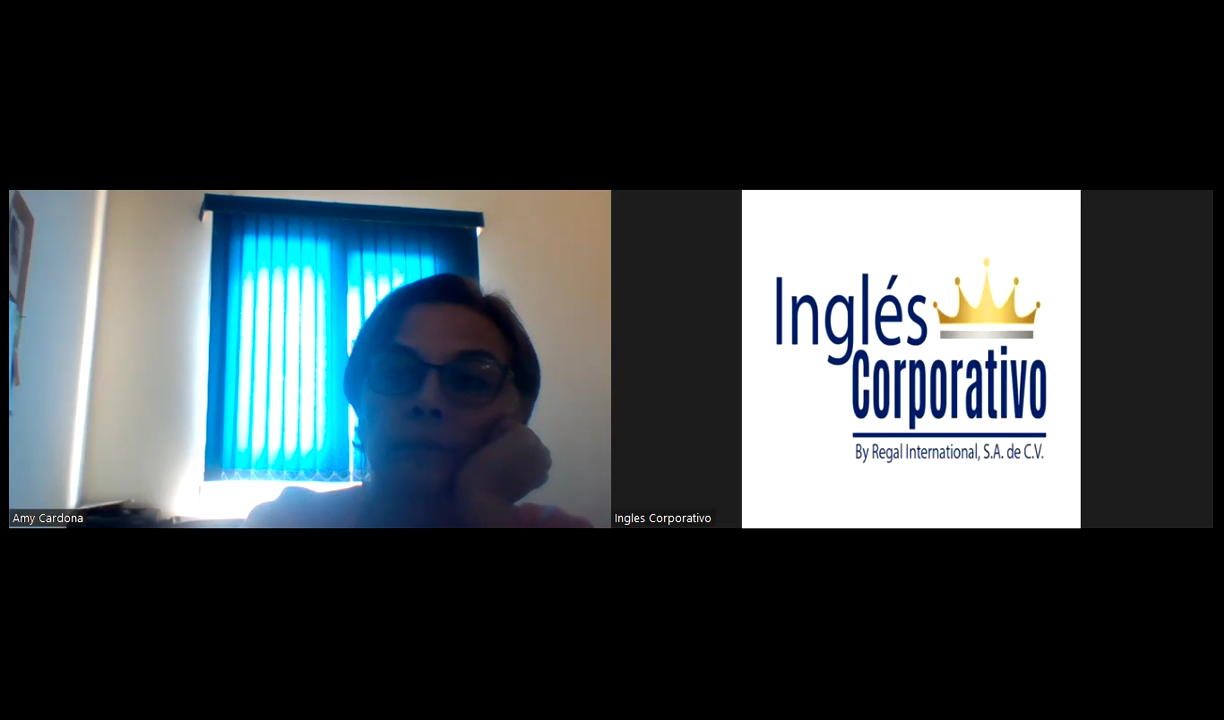 Inglés
Corporativo
By Regal International, S.A. de C.V.
Amy Cardona
Ingles Corporativo